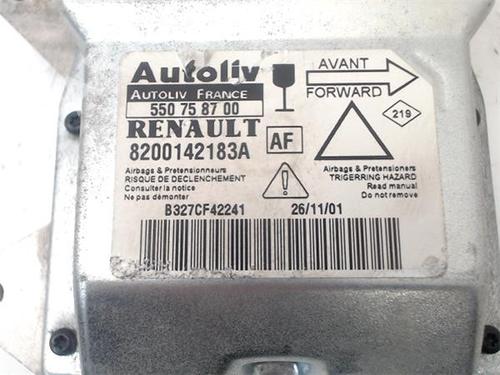 Autoliv
AUTOLIV FRANCE
550 75 87 00
RENAULT
8200142183A
AF
AVANT
FORWARD
219
Airbags & Pretensionneurs
RISQUE DE DECLENCHEMENT
Consulter la notice
Ne pas démonter
Airbags & Pretensioners
TRIGERRING HAZARD
Read manual
Do not remove
B327CF42241
26/11/01